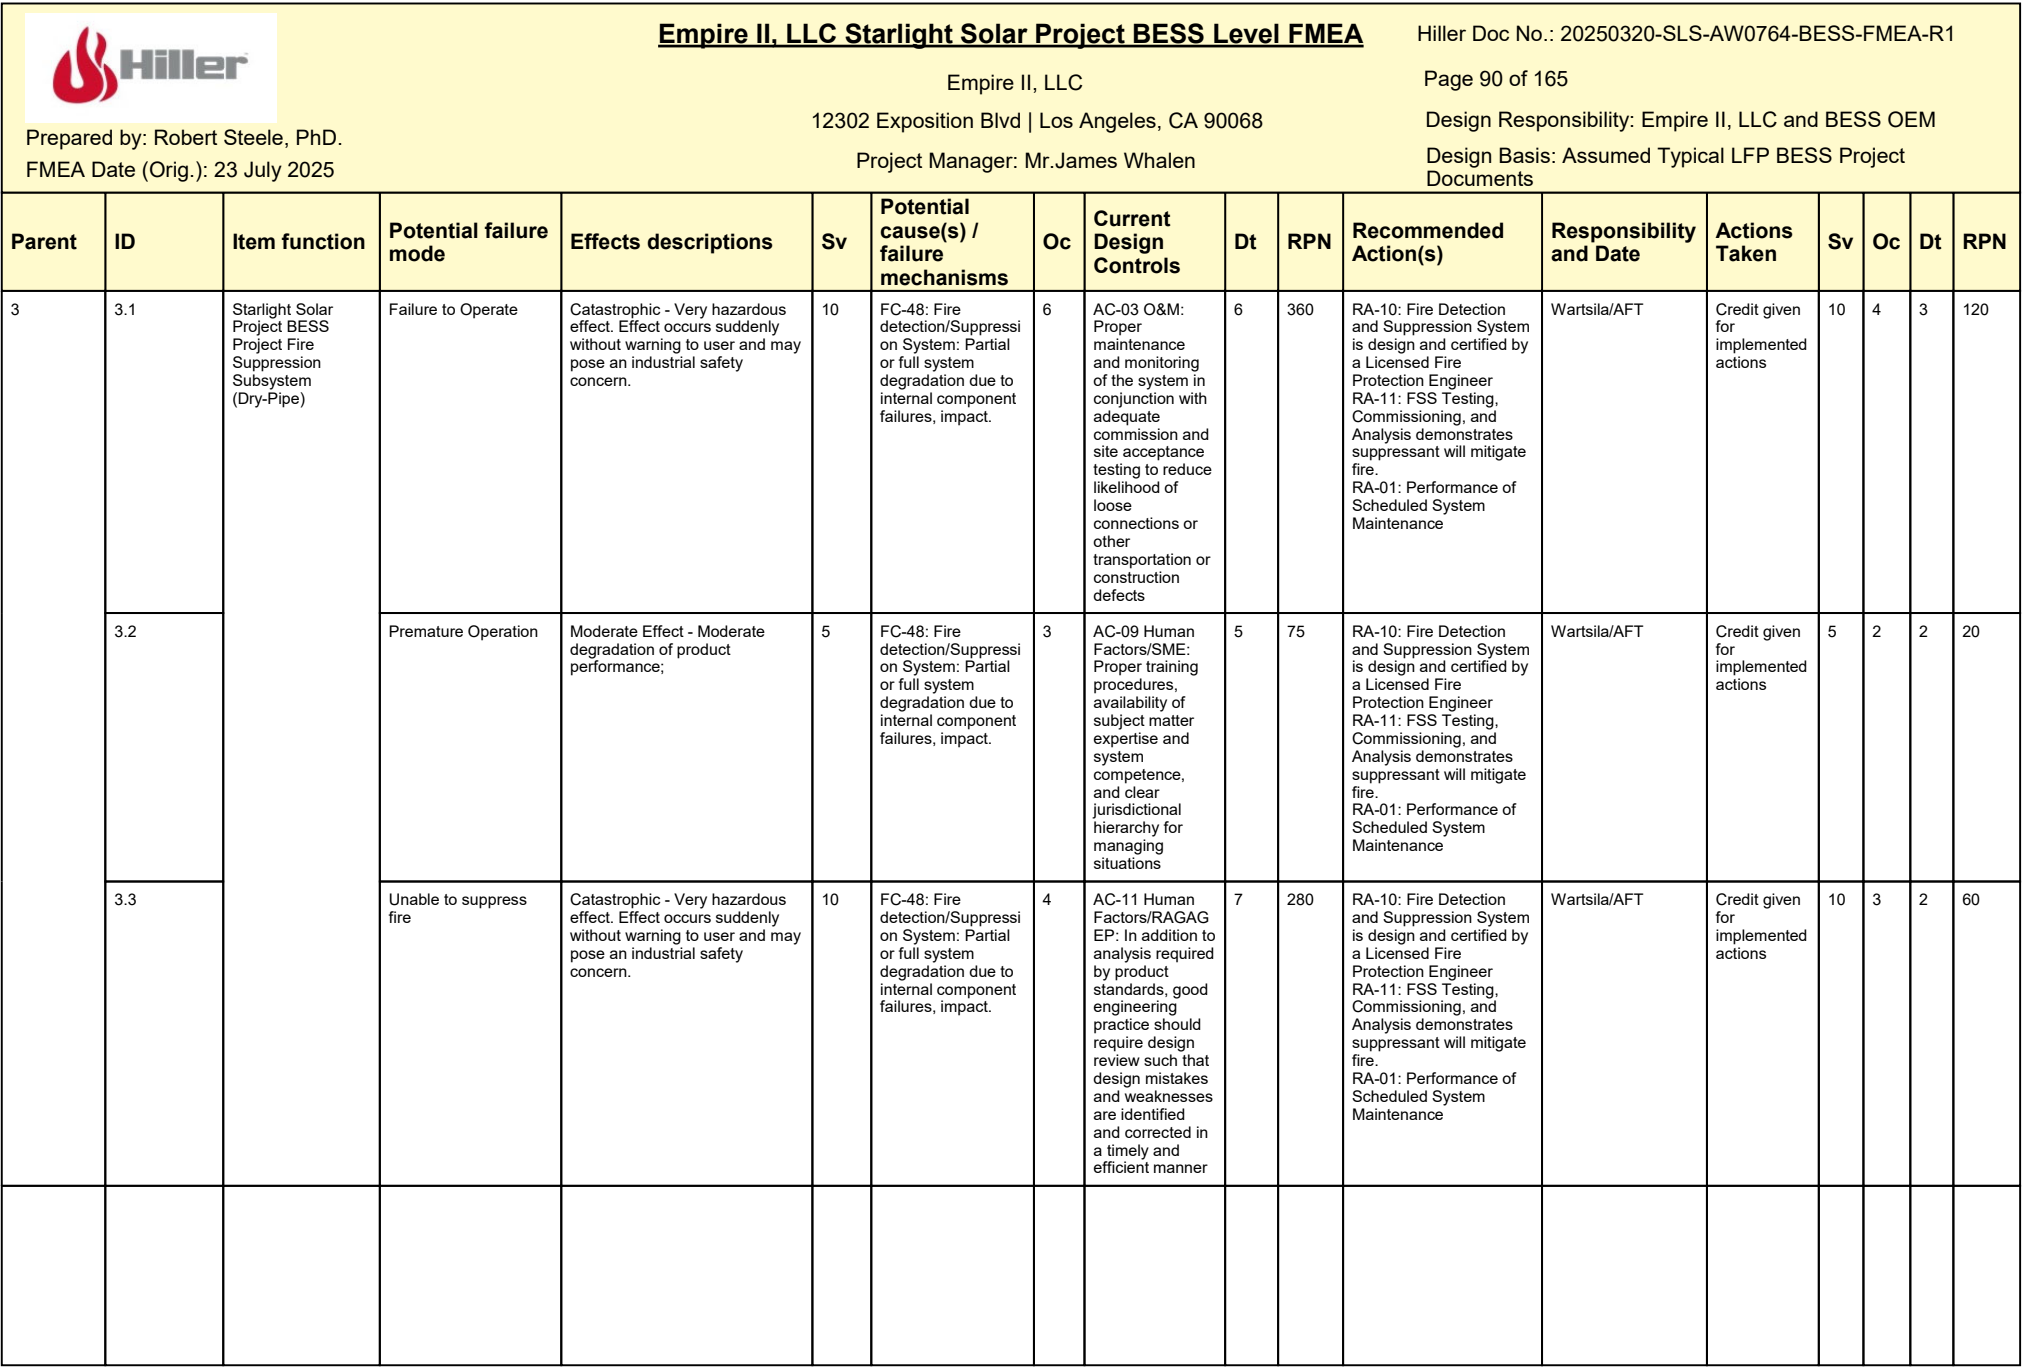 Hiller
Prepared by: Robert Steele, PhD.
FMEA Date (Orig.): 23 July 2025
Empire II, LLC Starlight Solar Project BESS Level FMEA
Empire II, LLC
12302 Exposition Blvd | Los Angeles, CA 90068
Project Manager: Mr.James Whalen
Hiller Doc No.: 20250320-SLS-AW0764-BESS-FMEA-R1
Page 90 of 165
Design Responsibility: Empire II, LLC and BESS OEM
Design Basis: Assumed Typical LFP BESS Project
Documents
Parent
ID
Item function
Potential failure
mode
Effects descriptions
Sv
Potential
cause(s) /
failure
mechanisms
Oc
Current
Design
Controls
Dt
RPN
Recommended
Action(s)
Responsibility
and Date
Actions
Taken
Sv
Oc
Dt
RPN
3
3.1
Starlight Solar
Project BESS
Project Fire
Suppression
Subsystem
(Dry-Pipe)
Failure to Operate
Catastrophic - Very hazardous
effect. Effect occurs suddenly
without warning to user and may
pose an industrial safety
concern.
10
FC-48: Fire
detection/Suppressi
on System: Partial
or full system
degradation due to
internal component
failures, impact.
6
AC-03 O&M:
Proper
maintenance
and monitoring
of the system in
conjunction with
adequate
commission and
site acceptance
testing to reduce
likelihood of
loose
connections or
other
transportation or
construction
defects
6
360
RA-10: Fire Detection
and Suppression System
is design and certified by
a Licensed Fire
Protection Engineer
RA-11: FSS Testing,
Commissioning, and
Analysis demonstrates
suppressant will mitigate
fire.
RA-01: Performance of
Scheduled System
Maintenance
Wartsila/AFT
Credit given
for
implemented
actions
10
4
3
120
3.2
Premature Operation
Moderate Effect - Moderate
degradation of product
performance;
5
FC-48: Fire
detection/Suppressi
on System: Partial
or full system
degradation due to
internal component
failures, impact.
3
AC-09 Human
Factors/SME:
Proper training
procedures,
availability of
subject matter
expertise and
system
competence,
and clear
jurisdictional
hierarchy for
managing
situations
5
75
RA-10: Fire Detection
and Suppression System
is design and certified by
a Licensed Fire
Protection Engineer
RA-11: FSS Testing,
Commissioning, and
Analysis demonstrates
suppressant will mitigate
fire.
RA-01: Performance of
Scheduled System
Maintenance
Wartsila/AFT
Credit given
for
implemented
actions
5
2
2
20
3.3
Unable to suppress
fire
Catastrophic - Very hazardous
effect. Effect occurs suddenly
without warning to user and may
pose an industrial safety
concern.
10
FC-48: Fire
detection/Suppressi
on System: Partial
or full system
degradation due to
internal component
failures, impact.
4
AC-11 Human
Factors/RAGAG
EP: In addition to
analysis required
by product
standards, good
engineering
practice should
require design
review such that
design mistakes
and weaknesses
are identified
and corrected in
a timely and
efficient manner
7
280
RA-10: Fire Detection
and Suppression System
is design and certified by
a Licensed Fire
Protection Engineer
RA-11: FSS Testing,
Commissioning, and
Analysis demonstrates
suppressant will mitigate
fire.
RA-01: Performance of
Scheduled System
Maintenance
Wartsila/AFT
Credit given
for
implemented
actions
10
3
2
60